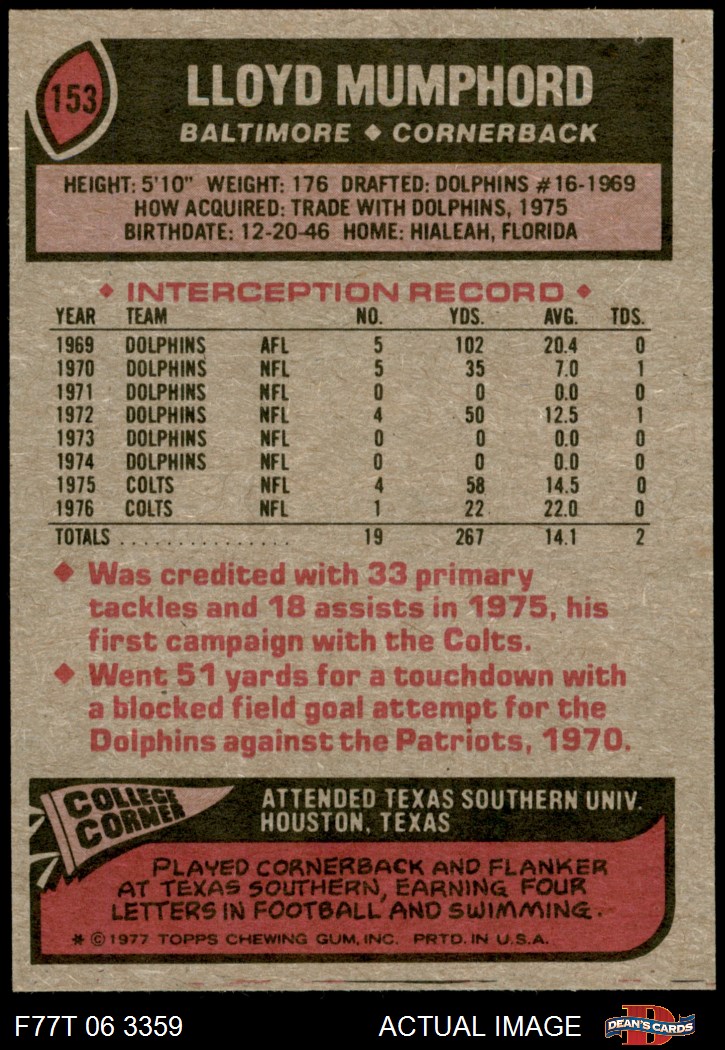 153
LLOYD MUMPHORD
BALTIMORE ◆ CORNERBACK
HEIGHT: 5'10" WEIGHT: 176 DRAFTED: DOLPHINS #16-1969
HOW ACQUIRED: TRADE WITH DOLPHINS, 1975
BIRTHDATE: 12-20-46 HOME: HIALEAH, FLORIDA
◆ INTERCEPTION RECORD ◆
YEAR TEAM NO. YDS. AVG. TDS.
1969 DOLPHINS AFL 5 102 20.4 0
1970 DOLPHINS NFL 5 35 7.0 1
1971 DOLPHINS NFL 0 0 0.0 0
1972 DOLPHINS NFL 4 50 12.5 1
1973 DOLPHINS NFL 0 0 0.0 0
1974 DOLPHINS NFL 0 0 0.0 0
1975 COLTS NFL 4 58 14.5 0
1976 COLTS NFL 1 22 22.0 0
TOTALS . . . . . . . . . . . . . . . 19 267 14.1 2
◆ Was credited with 33 primary
tackles and 18 assists in 1975, his
first campaign with the Colts.
◆ Went 51 yards for a touchdown with
a blocked field goal attempt for the
Dolphins against the Patriots, 1970.
COLLEGE
CORNER
ATTENDED TEXAS SOUTHERN UNIV.
HOUSTON, TEXAS
PLAYED CORNERBACK AND FLANKER
AT TEXAS SOUTHERN, EARNING FOUR
LETTERS IN FOOTBALL AND SWIMMING.
* © 1977 TOPPS CHEWING GUM, INC. PRTD. IN U.S.A.
F77T 06 3359 ACTUAL IMAGE
D
DEAN'S CARDS